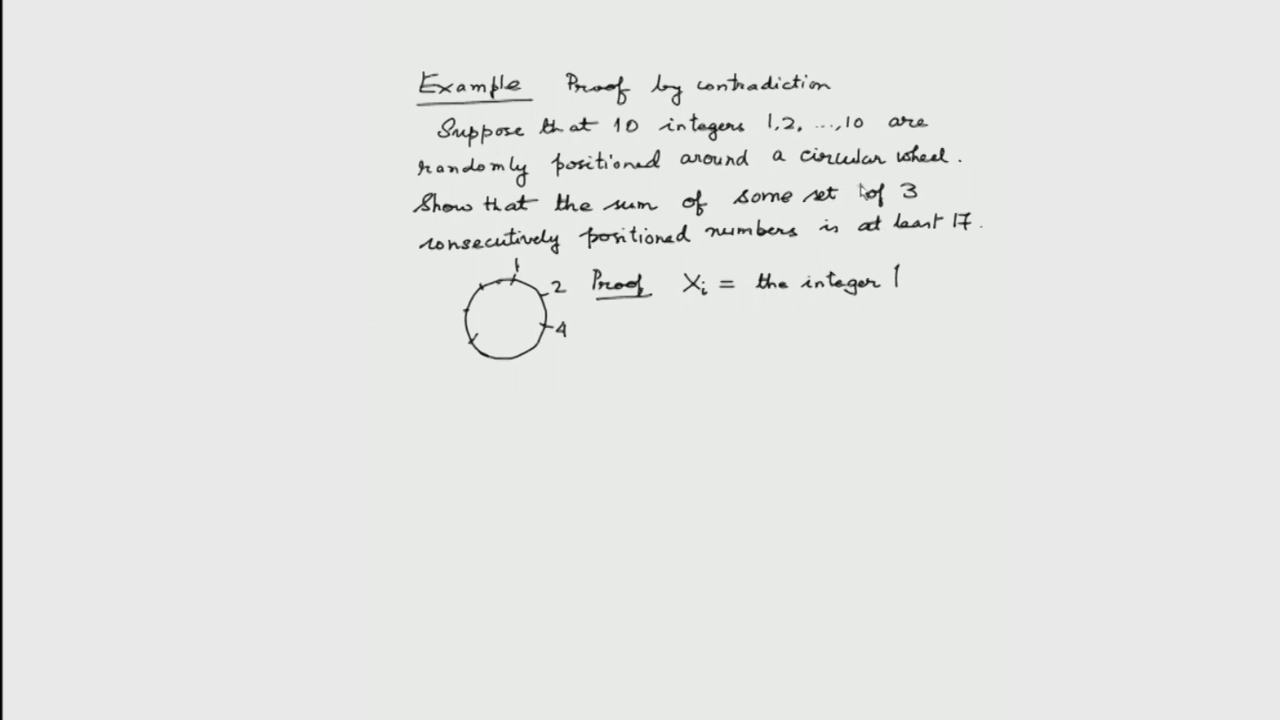 Example Proof by contradiction
Suppose that 10 integers 1,2, ...,10 are
randomly positioned around a circular wheel.
Show that the sum of some set of 3
consecutively positioned numbers is at least 17.
1
2
4
Proof Xi = the integer